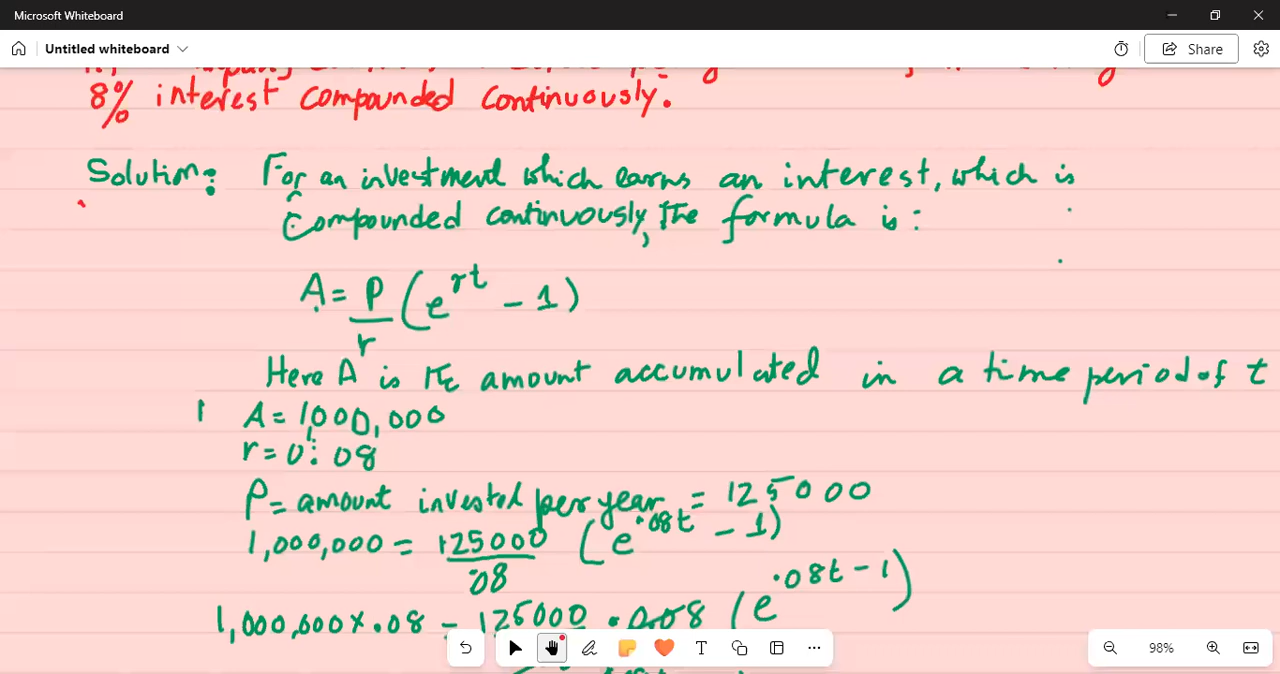 Microsoft Whiteboard
Untitled whiteboard
Share
8% interest compounded continuously.
Solution: For an investment which earns an interest, which is
Compounded continuously, the formula is:
A = P/r (e^rt - 1)
Here A is the amount accumulated in a time period of t
A = 1,000,000
r = 0.08
P = amount invested per year = 125000
1,000,000 = 125000/.08 (e^.08t - 1)
1,000,000 x .08 = 125000 . 0.08 (e^.08t - 1)
T
98%